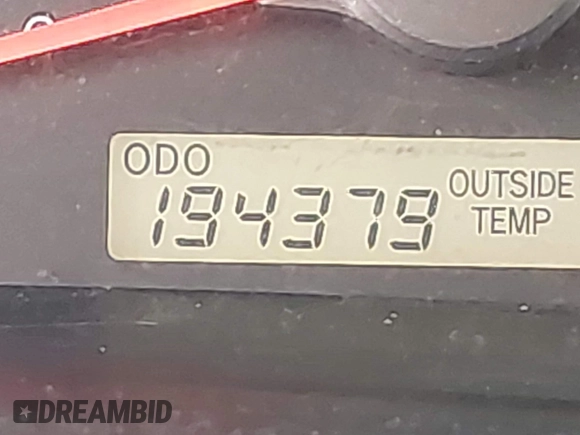 ODO
194379
OUTSIDE
TEMP
DREAMBID